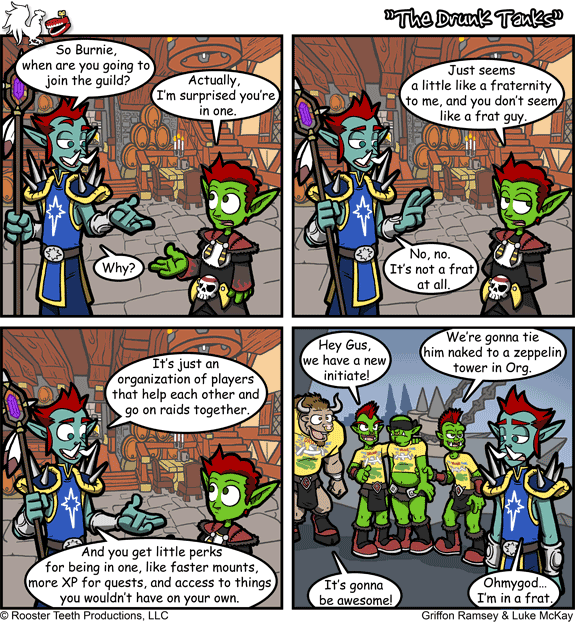 "The Drunk Tanks"
So Burnie,
when are you going to
join the guild?
Actually,
I'm surprised you're
in one.
Why?
Just seems
a little like a fraternity
to me, and you don't seem
like a frat guy.
No, no.
It's not a frat
at all.
It's just an
organization of players
that help each other and
go on raids together.
And you get little perks
for being in one, like faster mounts,
more XP for quests, and access to things
you wouldn't have on your own.
Hey Gus,
we have a new
initiate!
We're gonna tie
him naked to a zeppelin
tower in Org.
It's gonna
be awesome!
Ohmygod...
I'm in a frat.
© Rooster Teeth Productions, LLC
Griffon Ramsey & Luke McKay